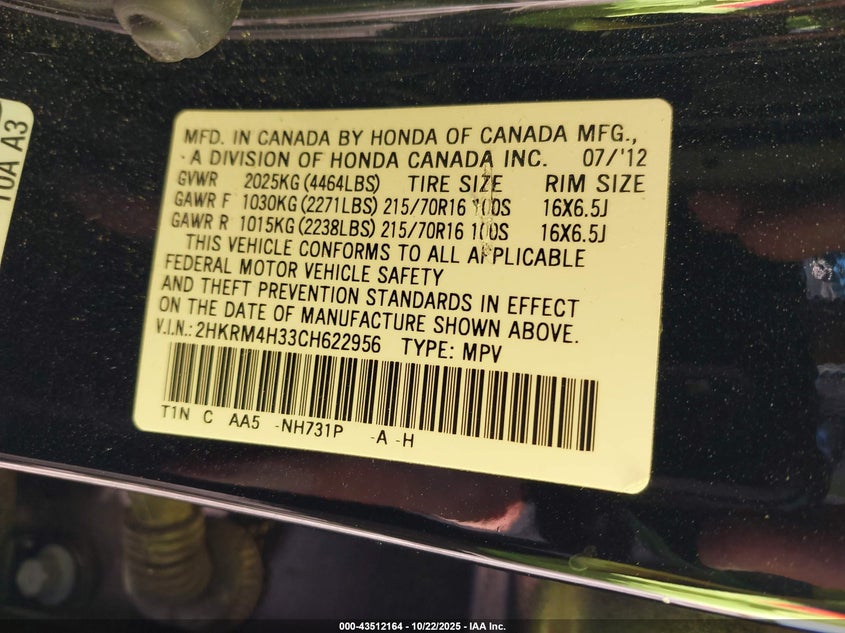 10A A3
MFD. IN CANADA BY HONDA OF CANADA MFG.,
A DIVISION OF HONDA CANADA INC. 07/'12
GVWR 2025KG (4464LBS) TIRE SIZE RIM SIZE
GAWR F 1030KG (2271LBS) 215/70R16 100S 16X6.5J
GAWR R 1015KG (2238LBS) 215/70R16 100S 16X6.5J
THIS VEHICLE CONFORMS TO ALL APPLICABLE
FEDERAL MOTOR VEHICLE SAFETY
AND THEFT PREVENTION STANDARDS IN EFFECT
ON THE DATE OF MANUFACTURE SHOWN ABOVE.
V.I.N.: 2HKRM4H33CH622956 TYPE: MPV
T1N C AA5 -NH731P -A -H
000-43512164 - 10/22/2025 - IAA Inc.